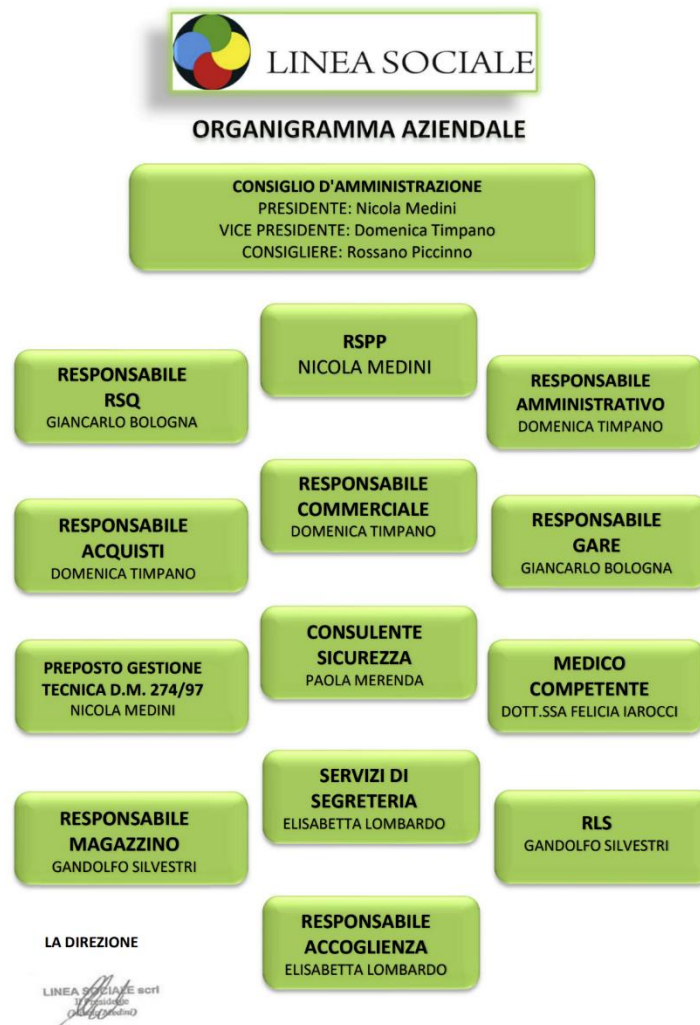 LINEA SOCIALE
ORGANIGRAMMA AZIENDALE
CONSIGLIO D'AMMINISTRAZIONE
PRESIDENTE: Nicola Medini
VICE PRESIDENTE: Domenica Timpano
CONSIGLIERE: Rossano Piccinno
RSPP
NICOLA MEDINI
RESPONSABILE
RSQ
GIANCARLO BOLOGNA
RESPONSABILE
AMMINISTRATIVO
DOMENICA TIMPANO
RESPONSABILE
COMMERCIALE
DOMENICA TIMPANO
RESPONSABILE
ACQUISTI
DOMENICA TIMPANO
RESPONSABILE
GARE
GIANCARLO BOLOGNA
CONSULENTE
SICUREZZA
PAOLA MERENDA
PREPOSTO GESTIONE
TECNICA D.M. 274/97
NICOLA MEDINI
MEDICO
COMPETENTE
DOTT.SSA FELICIA IAROCCI
SERVIZI DI
SEGRETERIA
ELISABETTA LOMBARDO
RESPONSABILE
MAGAZZINO
GANDOLFO SILVESTRI
RLS
GANDOLFO SILVESTRI
RESPONSABILE
ACCOGLIENZA
ELISABETTA LOMBARDO
LA DIREZIONE
LINEA SOCIALE scrl
Il Presidente
(Nicola Medini)